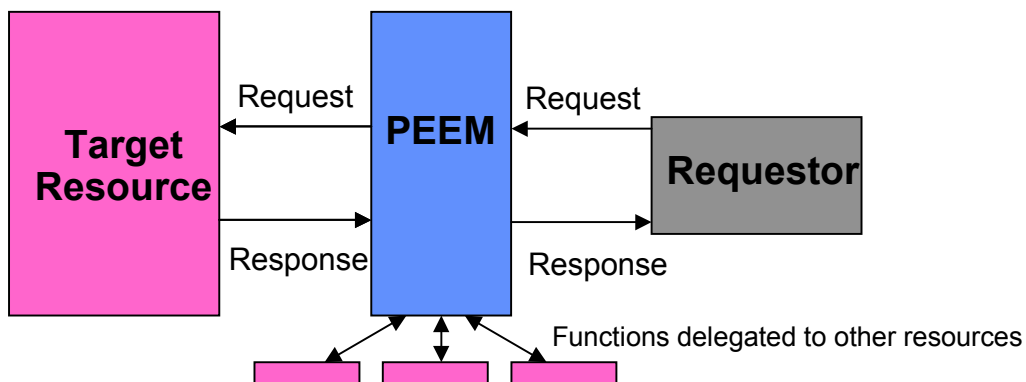 Request
Request
Target
Resource
PEEM
Requestor
Response
Response
Functions delegated to other resources